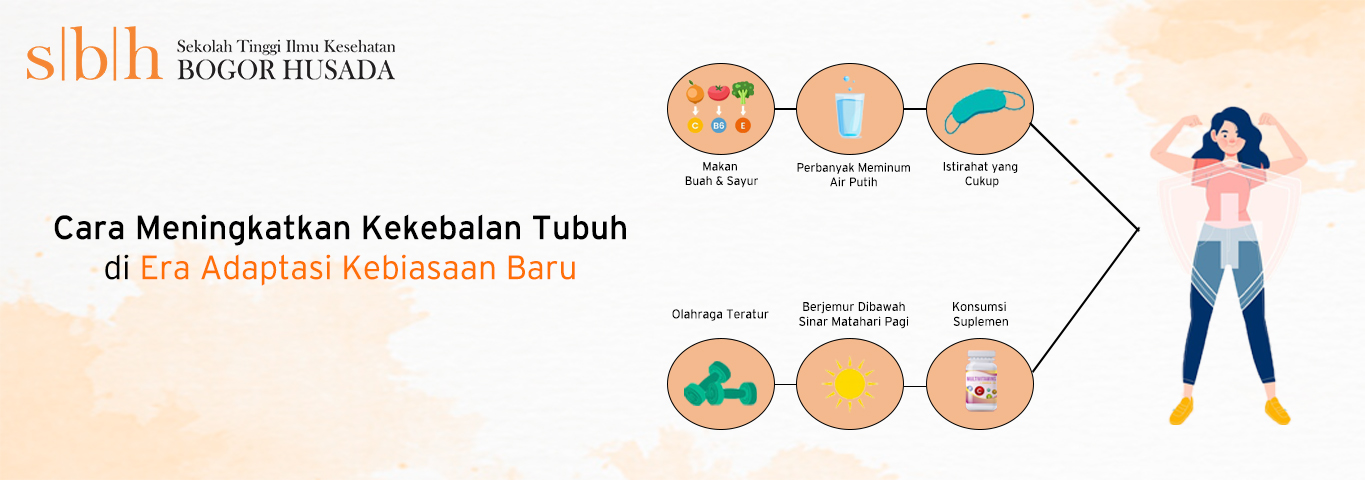 s|b|h
Sekolah Tinggi Ilmu Kesehatan
BOGOR HUSADA
Cara Meningkatkan Kekebalan Tubuh
di Era Adaptasi Kebiasaan Baru
C B6 E
Makan
Buah & Sayur
Perbanyak Meminum
Air Putih
Istirahat yang
Cukup
Olahraga Teratur
Berjemur Dibawah
Sinar Matahari Pagi
Konsumsi
Suplemen
MULTIVITAMINS
C